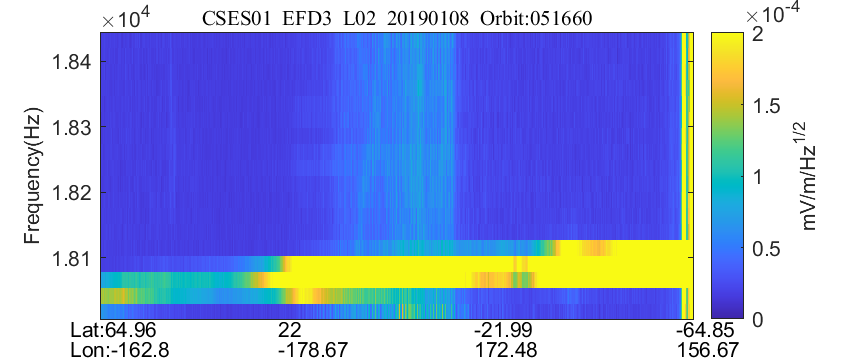 ×10⁴ CSES01 EFD3 L02 20190108 Orbit:051660 ×10⁻⁴
1.84
1.83
1.82
1.81
Frequency(Hz)
2
1.5
1
0.5
0
mV/m/Hz^1/2
Lat:64.96 22 -21.99 -64.85
Lon:-162.8 -178.67 172.48 156.67